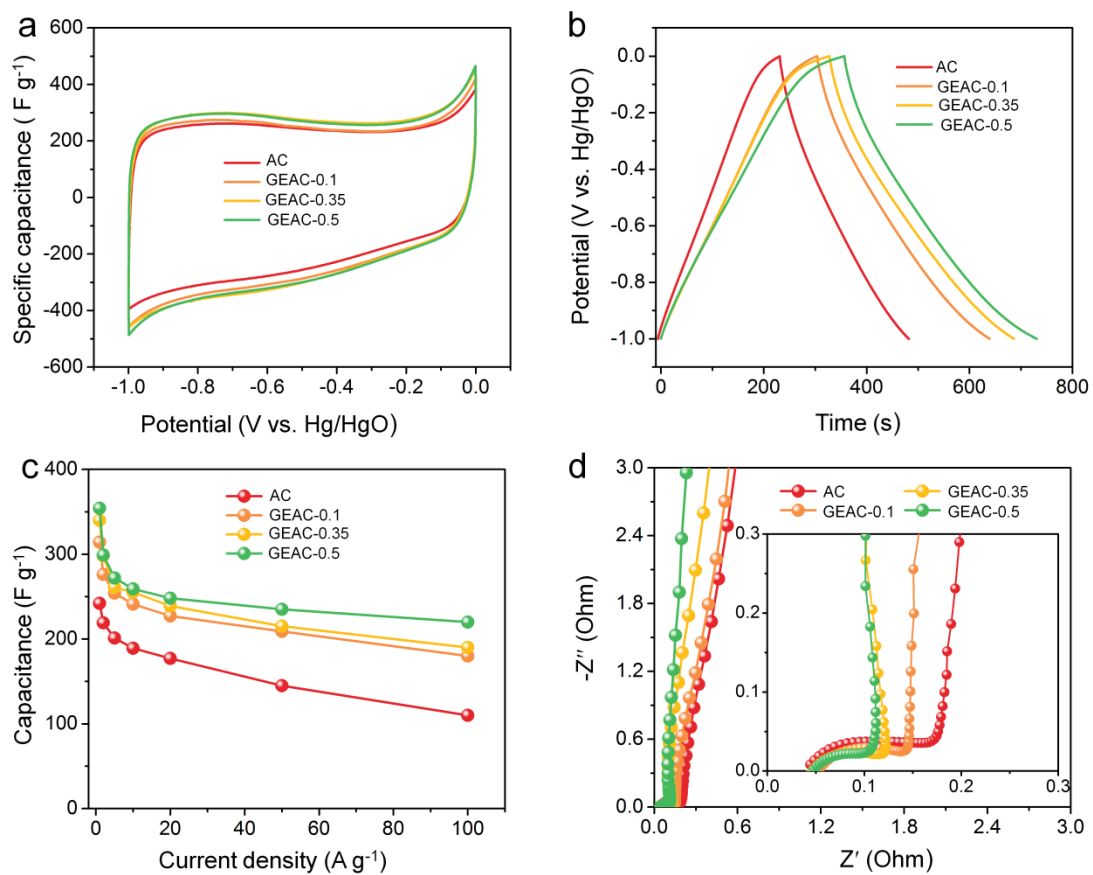 a
600
400
200
0
-200
-400
-600
Specific capacitance ( F g⁻¹)
AC
GEAC-0.1
GEAC-0.35
GEAC-0.5
-1.0 -0.8 -0.6 -0.4 -0.2 0.0
Potential (V vs. Hg/HgO)
b
0.0
-0.2
-0.4
-0.6
-0.8
-1.0
Potential (V vs. Hg/HgO)
AC
GEAC-0.1
GEAC-0.35
GEAC-0.5
0 200 400 600 800
Time (s)
c
400
300
200
100
0
Capacitance (F g⁻¹)
AC
GEAC-0.1
GEAC-0.35
GEAC-0.5
0 20 40 60 80 100
Current density (A g⁻¹)
d
3.0
2.4
1.8
1.2
0.6
0.0
-Z″ (Ohm)
AC GEAC-0.35
GEAC-0.1 GEAC-0.5
0.3
0.2
0.1
0.0
0.0 0.1 0.2 0.3
0.0 0.6 1.2 1.8 2.4 3.0
Z′ (Ohm)